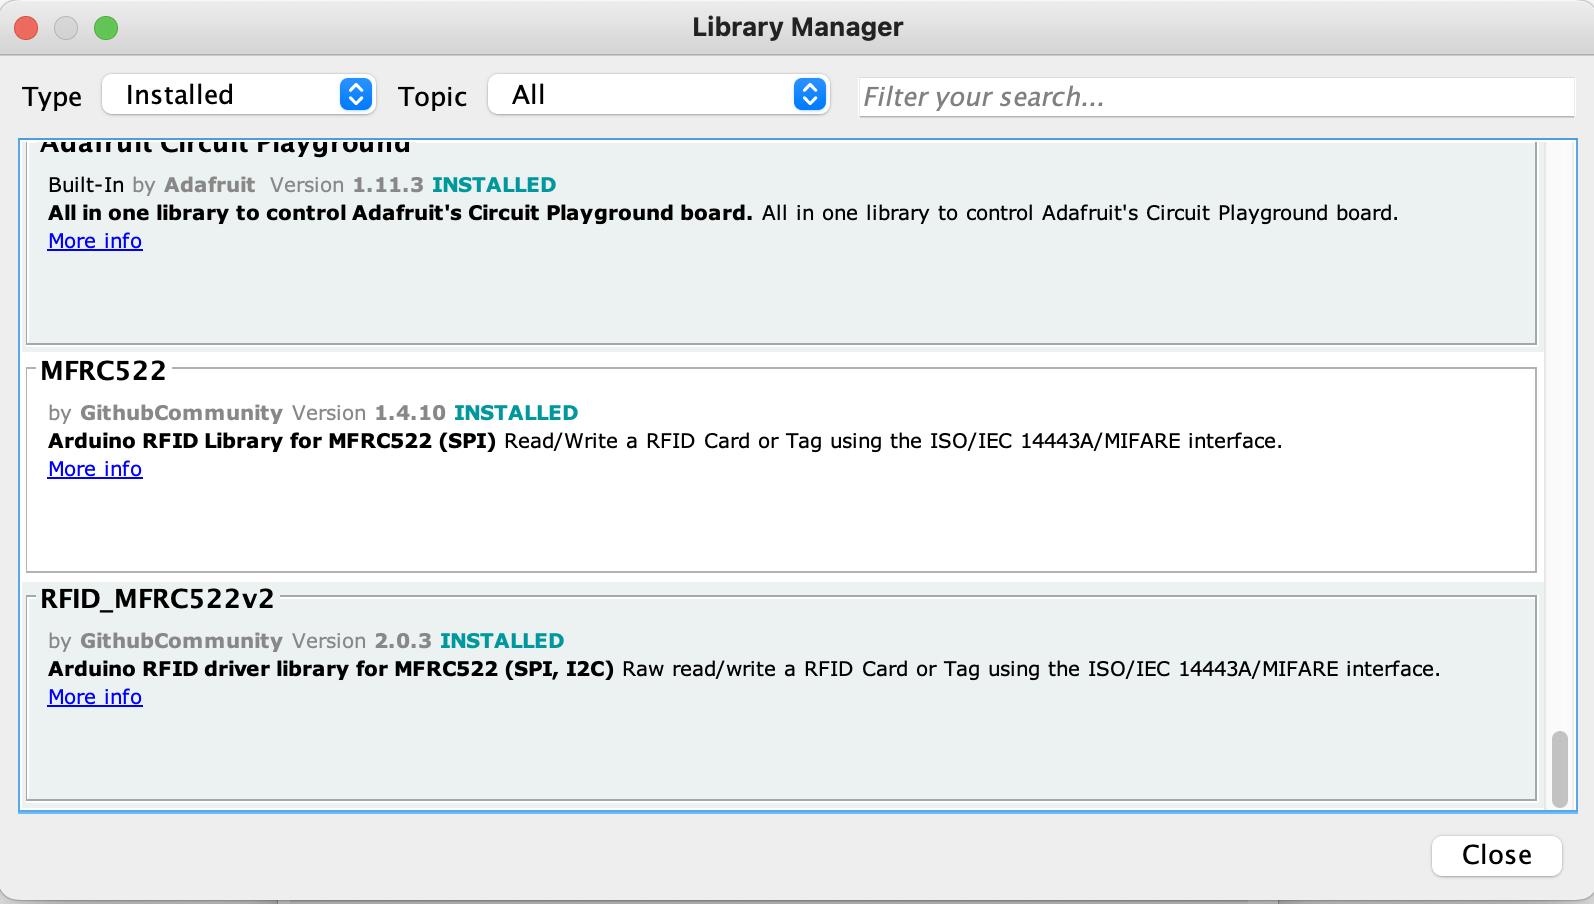 Library Manager
Type Installed Topic All Filter your search...
Adafruit Circuit Playground
Built-In by Adafruit Version 1.11.3 INSTALLED
All in one library to control Adafruit's Circuit Playground board. All in one library to control Adafruit's Circuit Playground board.
More info
MFRC522
by GithubCommunity Version 1.4.10 INSTALLED
Arduino RFID Library for MFRC522 (SPI) Read/Write a RFID Card or Tag using the ISO/IEC 14443A/MIFARE interface.
More info
RFID_MFRC522v2
by GithubCommunity Version 2.0.3 INSTALLED
Arduino RFID driver library for MFRC522 (SPI, I2C) Raw read/write a RFID Card or Tag using the ISO/IEC 14443A/MIFARE interface.
More info
Close